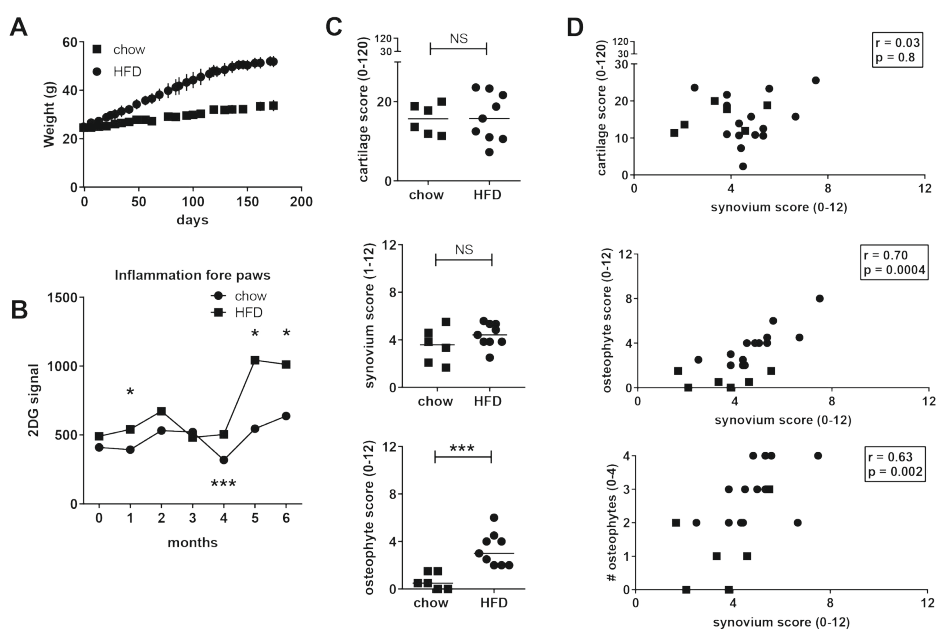 A
chow
HFD
Weight (g)
60
40
20
0
0 50 100 150 200
days
B
Inflammation fore paws
chow
HFD
2DG signal
1500
1000
500
0
*
***
*
*
0 1 2 3 4 5 6
months
C
cartilage score (0-120)
120
30
20
0
NS
chow HFD
synovium score (1-12)
12
8
4
0
NS
chow HFD
osteophyte score (0-12)
12
8
4
0
***
chow HFD
D
cartilage score (0-120)
120
30
30
20
10
0
r = 0.03
p = 0.8
0 4 8 12
synovium score (0-12)
osteophyte score (0-12)
12
8
4
0
r = 0.70
p = 0.0004
0 4 8 12
synovium score (0-12)
# osteophytes (0-4)
4
3
2
1
0
r = 0.63
p = 0.002
0 4 8 12
synovium score (0-12)